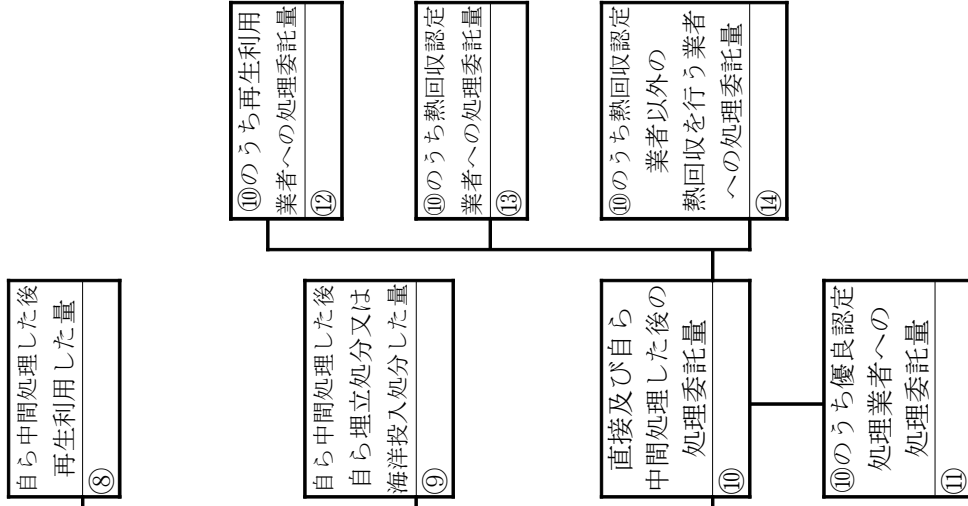 自ら中間処理した後
再生利用した量
⑧
自ら中間処理した後
自ら埋立処分又は
海洋投入処分した量
⑨
直接及び自ら
中間処理した後の
処理委託量
⑩
⑩のうち優良認定
処理業者への
処理委託量
⑪
⑩のうち再生利用
業者への処理委託量
⑫
⑩のうち熱回収認定
業者への処理委託量
⑬
⑩のうち熱回収認定
業者以外の
熱回収を行う業者
への処理委託量
⑭